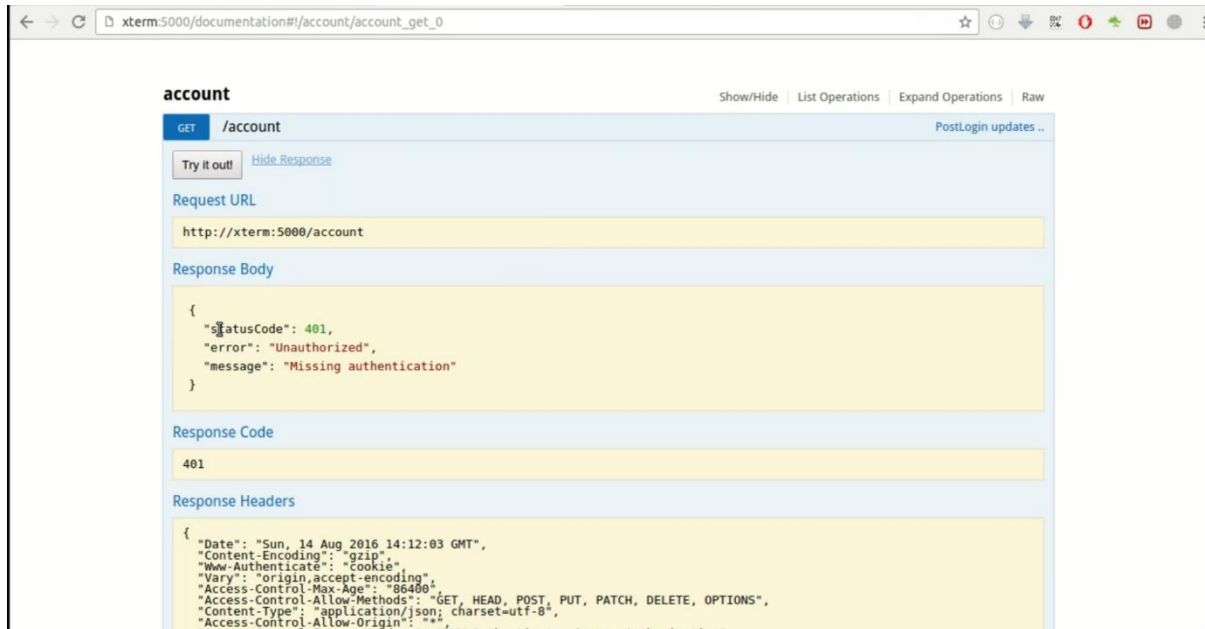 xterm:5000/documentation#!/account/account_get_0
account
Show/Hide List Operations Expand Operations Raw
GET /account PostLogin updates ..
Try it out! Hide Response
Request URL
http://xterm:5000/account
Response Body
{
"statusCode": 401,
"error": "Unauthorized",
"message": "Missing authentication"
}
Response Code
401
Response Headers
{
"Date": "Sun, 14 Aug 2016 14:12:03 GMT",
"Content-Encoding": "gzip",
"Www-Authenticate": "cookie",
"Vary": "origin,accept-encoding",
"Access-Control-Max-Age": "86400",
"Access-Control-Allow-Methods": "GET, HEAD, POST, PUT, PATCH, DELETE, OPTIONS",
"Content-Type": "application/json; charset=utf-8",
"Access-Control-Allow-Origin": "*",